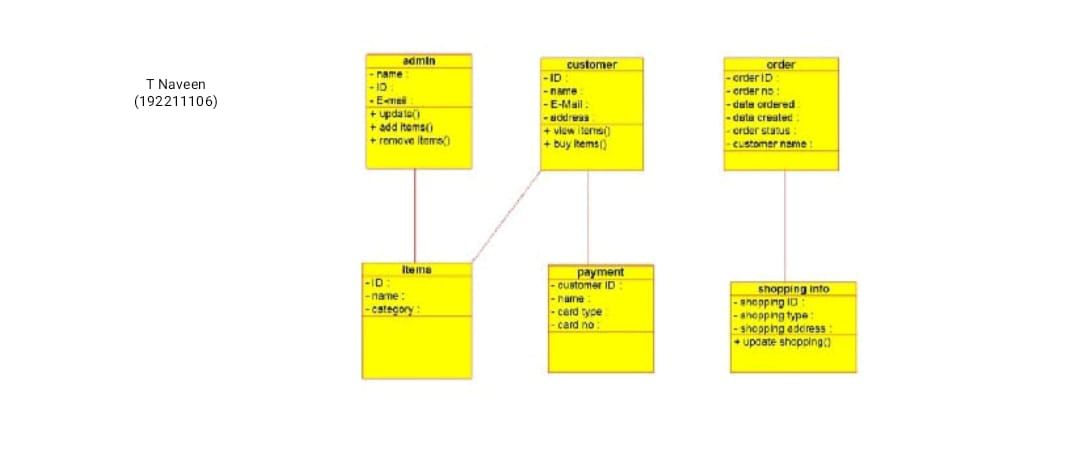 T Naveen
(192211106)
admin
- name :
- ID :
- E-mail :
+ update()
+ add items()
+ remove items()
customer
- ID :
- name :
- E-Mail :
- address :
+ view items()
+ buy items()
order
- order ID :
- order no :
- date ordered :
- date created :
- order status :
- customer name :
items
- ID :
- name :
- category :
payment
- customer ID :
- name :
- card type :
- card no :
shopping info
- shopping ID :
- shopping type :
- shopping address :
+ update shopping()